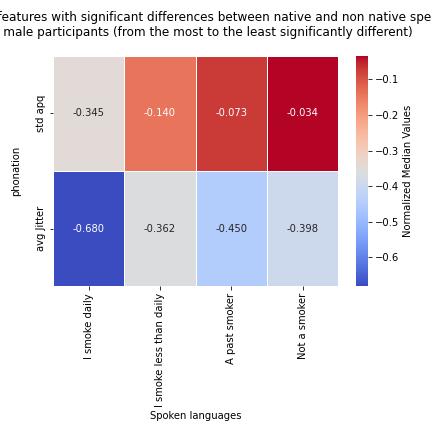 features with significant differences between native and non native spe
male participants (from the most to the least significantly different)
phonation
std apq
avg jitter
-0.345 -0.140 -0.073 -0.034
-0.680 -0.362 -0.450 -0.398
I smoke daily
I smoke less than daily
A past smoker
Not a smoker
Spoken languages
−0.1
−0.2
−0.3
−0.4
−0.5
−0.6
Normalized Median Values